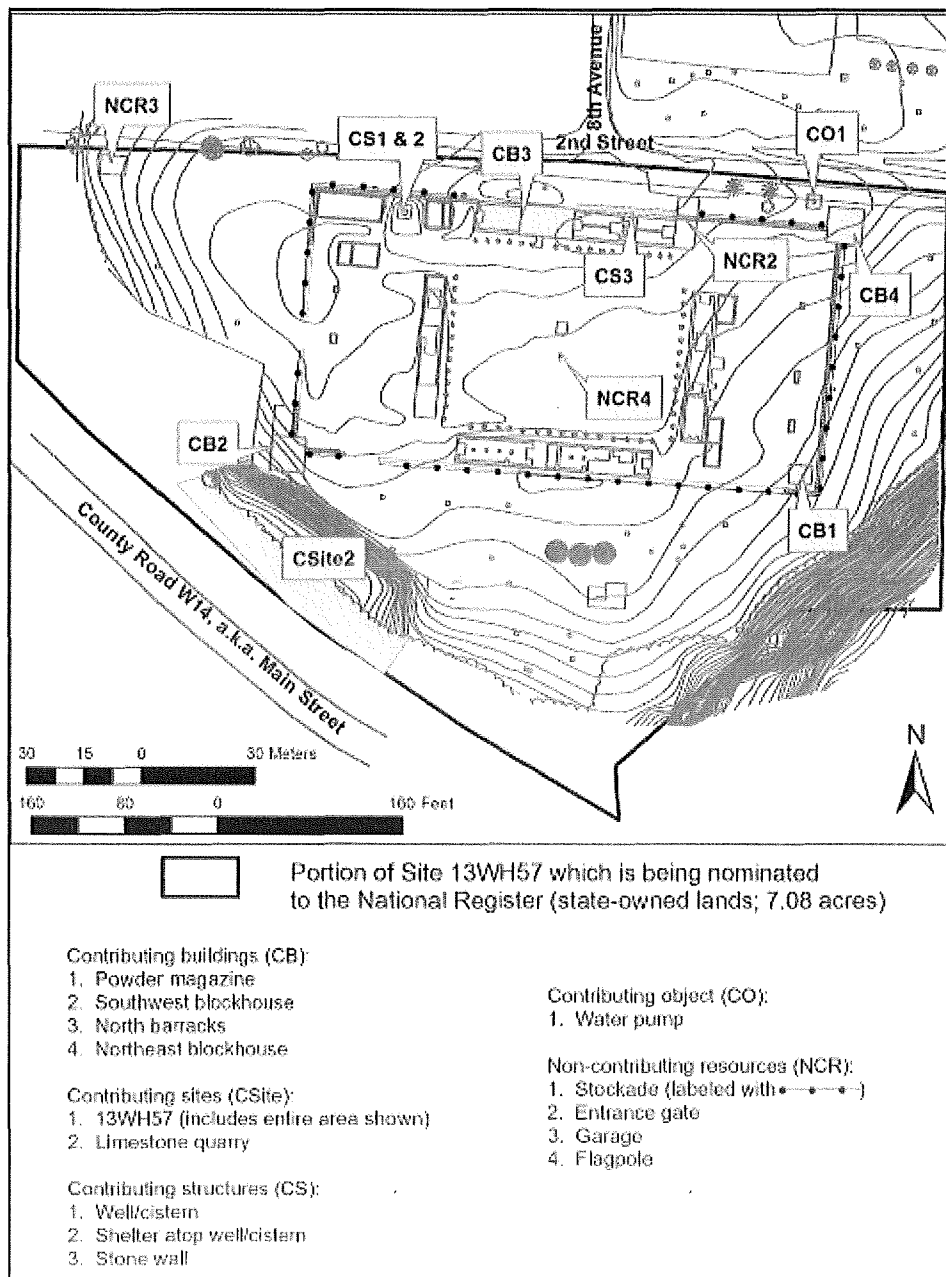 8th Avenue
NCR3
CS1 & 2
CB3
2nd Street
CO1
CS3
NCR2
CB4
NCR4
CB2
CB1
CSite2
County Road W14, a.k.a. Main Street
N
30 15 0 30 Meters
160 80 0 160 Feet
Portion of Site 13WH57 which is being nominated
to the National Register (state-owned lands; 7.08 acres)
Contributing buildings (CB):
1. Powder magazine
2. Southwest blockhouse
3. North barracks
4. Northeast blockhouse
Contributing sites (CSite):
1. 13WH57 (includes entire area shown)
2. Limestone quarry
Contributing structures (CS):
1. Well/cistern
2. Shelter atop well/cistern
3. Stone wall
Contributing object (CO):
1. Water pump
Non-contributing resources (NCR):
1. Stockade (labeled with )
2. Entrance gate
3. Garage
4. Flagpole